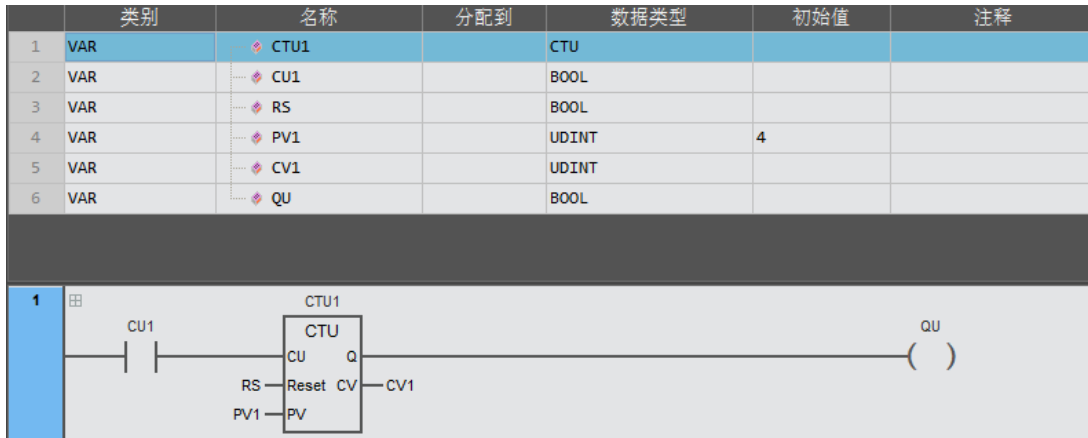 类别 名称 分配到 数据类型 初始值 注释
1 VAR CTU1 CTU
2 VAR CU1 BOOL
3 VAR RS BOOL
4 VAR PV1 UDINT 4
5 VAR CV1 UDINT
6 VAR QU BOOL
1 CTU1
CU1 CTU QU
CU Q
RS Reset CV CV1
PV1 PV